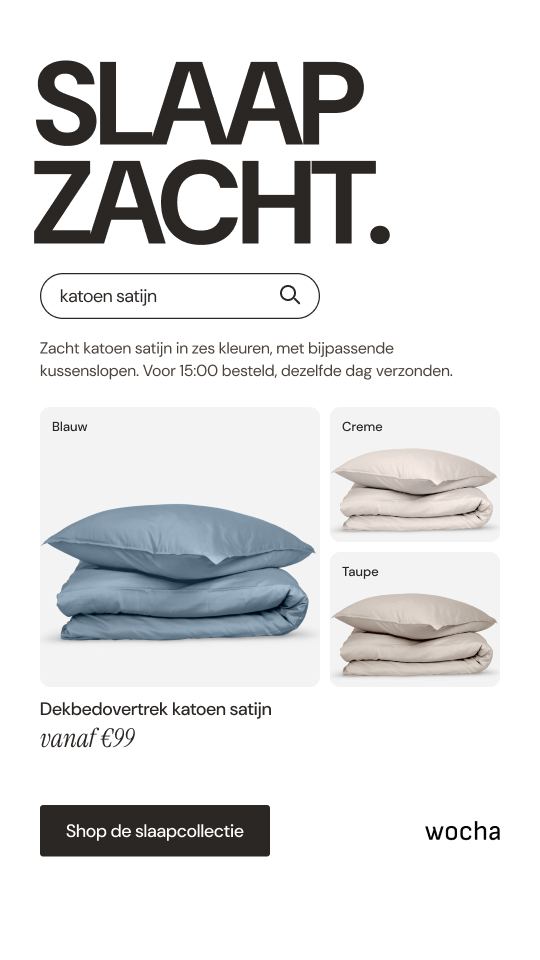 SLAAP
ZACHT.
katoen satijn
Zacht katoen satijn in zes kleuren, met bijpassende
kussenslopen. Voor 15:00 besteld, dezelfde dag verzonden.
Blauw
Creme
Taupe
Dekbedovertrek katoen satijn
vanaf €99
Shop de slaapcollectie
wocha